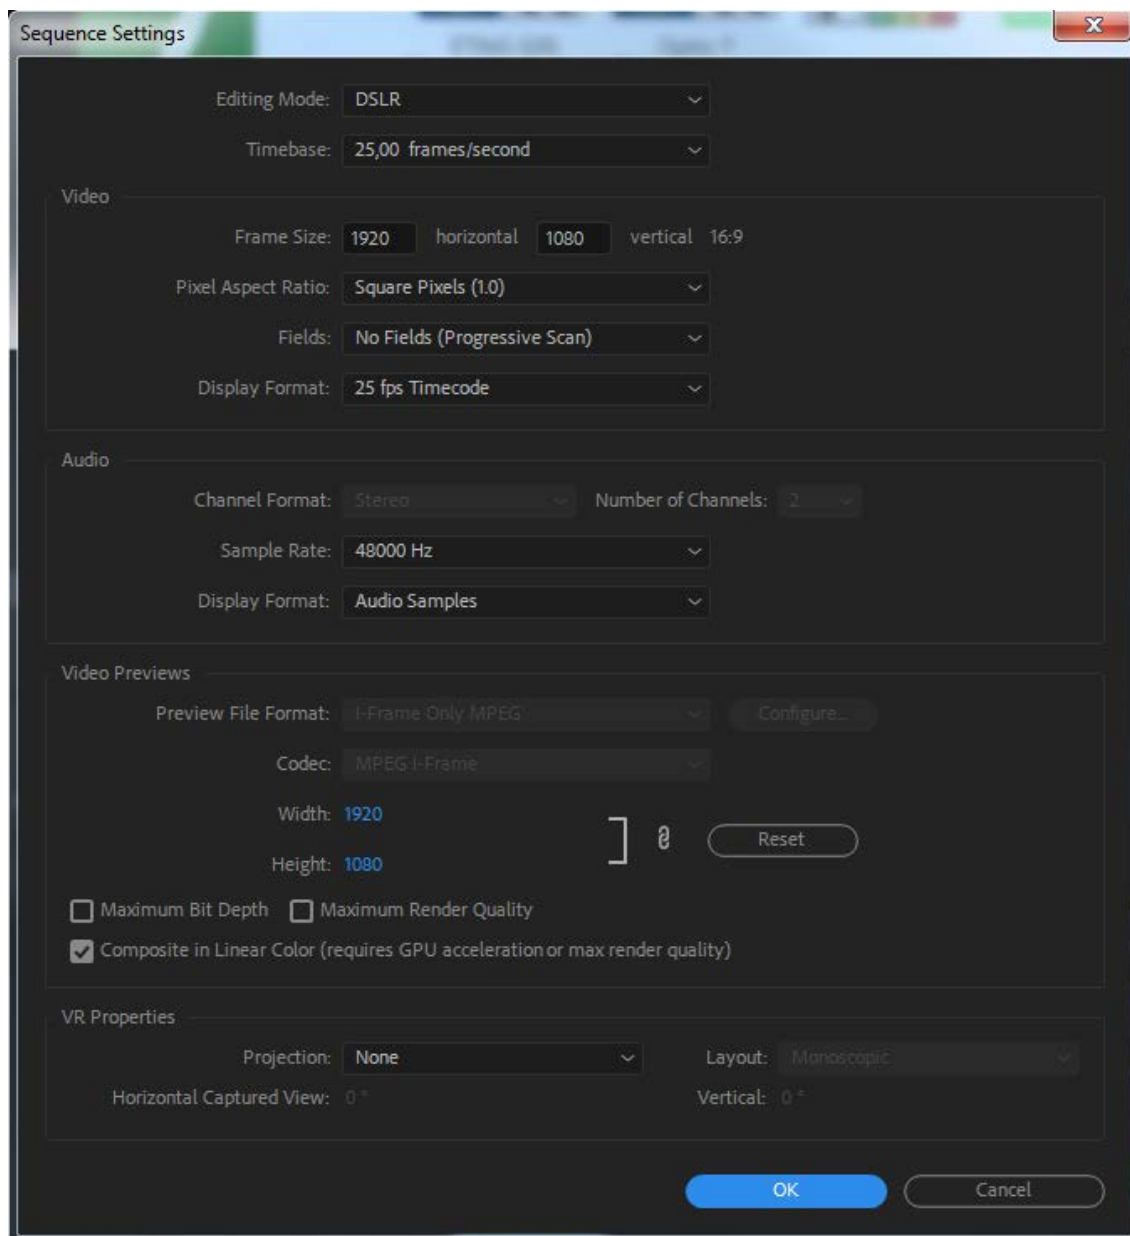 Sequence Settings
Editing Mode: DSLR
Timebase: 25,00 frames/second
Video
Frame Size: 1920 horizontal 1080 vertical 16:9
Pixel Aspect Ratio: Square Pixels (1.0)
Fields: No Fields (Progressive Scan)
Display Format: 25 fps Timecode
Audio
Channel Format: Stereo Number of Channels: 2
Sample Rate: 48000 Hz
Display Format: Audio Samples
Video Previews
Preview File Format: I-Frame Only MPEG Configure...
Codec: MPEG I-Frame
Width: 1920
Height: 1080
Reset
Maximum Bit Depth Maximum Render Quality
Composite in Linear Color (requires GPU acceleration or max render quality)
VR Properties
Projection: None Layout: Monoscopic
Horizontal Captured View: 0° Vertical: 0°
OK Cancel